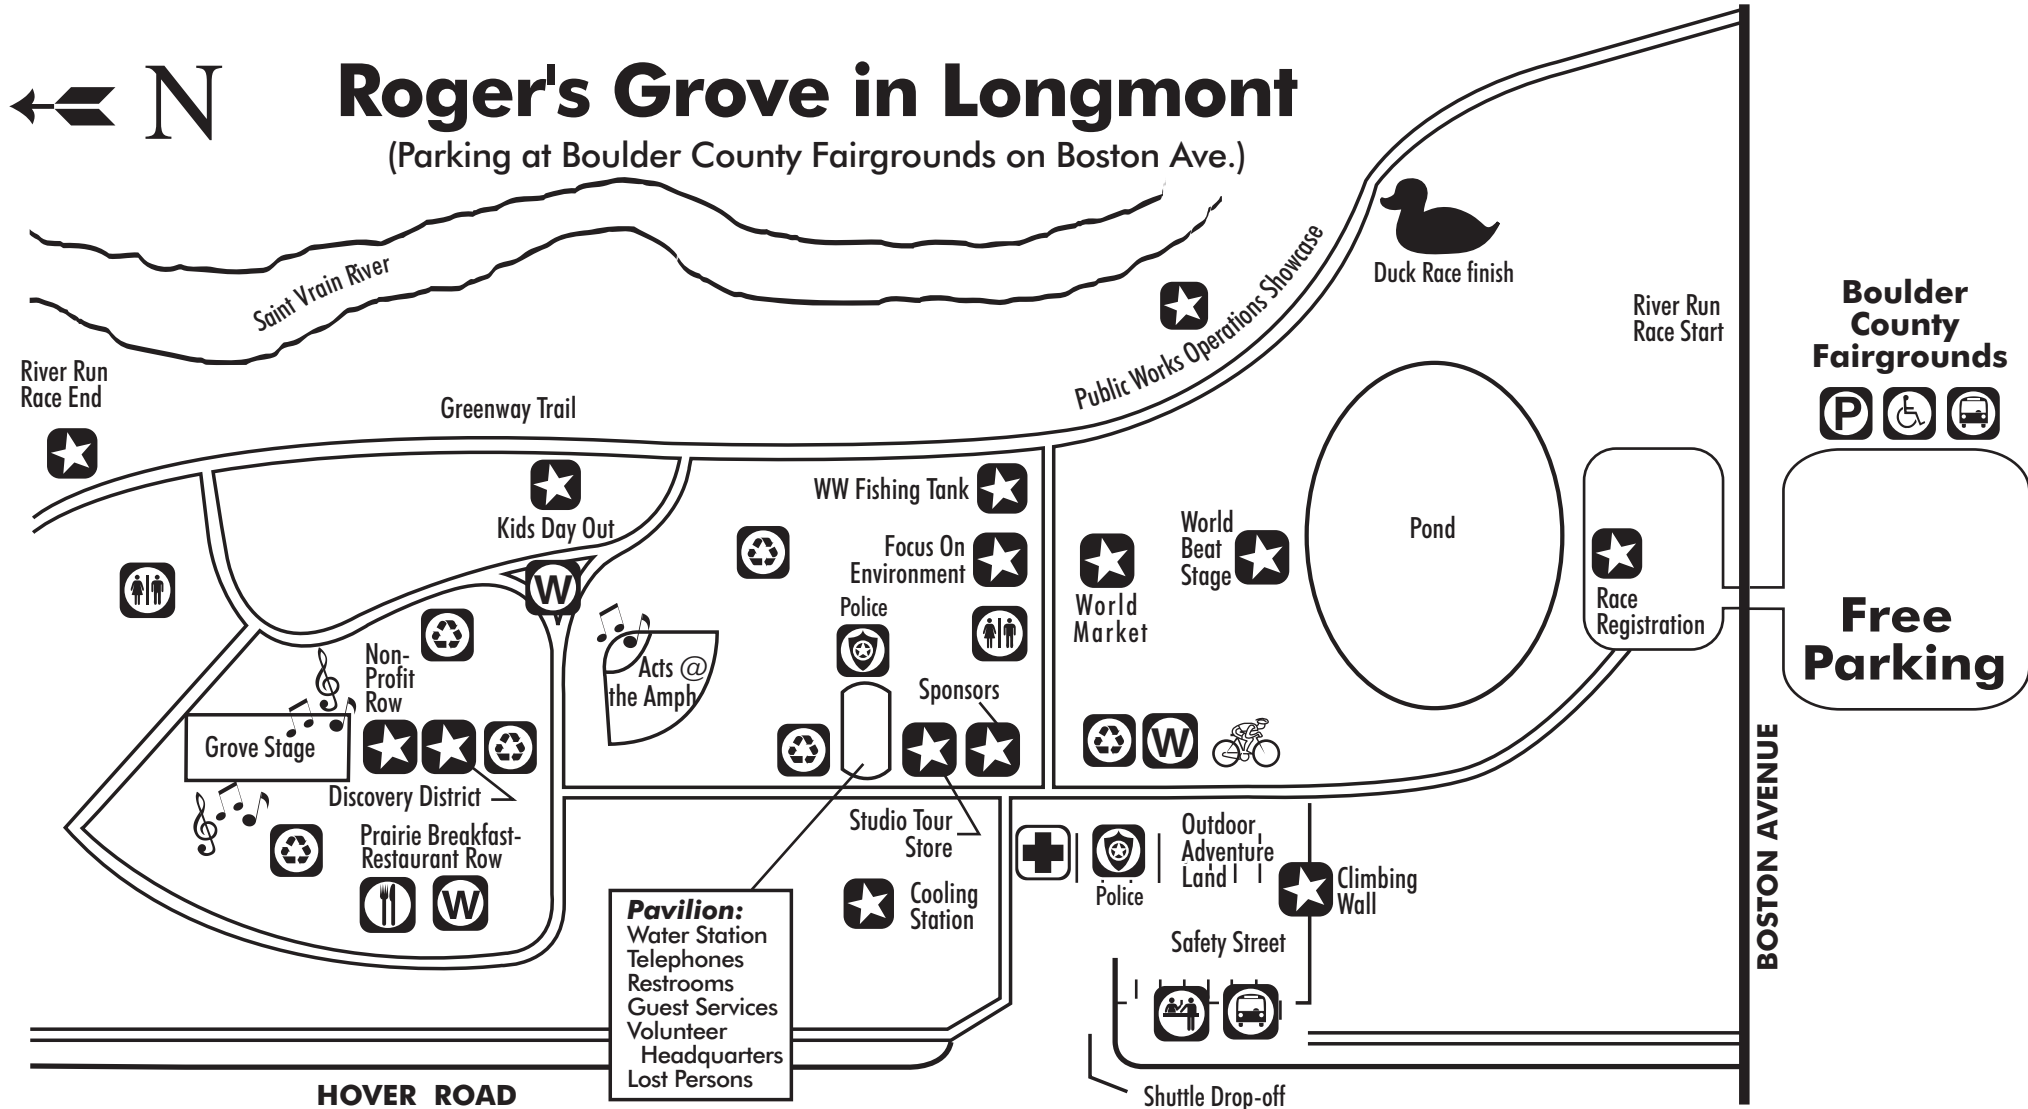 N
Roger's Grove in Longmont
(Parking at Boulder County Fairgrounds on Boston Ave.)
Saint Vrain River
Public Works Operations Showcase
Duck Race finish
River Run
Race Start
Boulder
County
Fairgrounds
P
River Run
Race End
Greenway Trail
Kids Day Out
W
WW Fishing Tank
Focus On
Environment
Police
World
Market
World
Beat
Stage
Pond
Race
Registration
Free
Parking
Non-
Profit
Row
Acts @
the Amph
Sponsors
Grove Stage
Discovery District
W
Prairie Breakfast-
Restaurant Row
W
Studio Tour
Store
Cooling
Station
Police
Outdoor
Adventure
Land
Climbing
Wall
Safety Street
BOSTON AVENUE
Pavilion:
Water Station
Telephones
Restrooms
Guest Services
Volunteer
Headquarters
Lost Persons
HOVER ROAD
Shuttle Drop-off